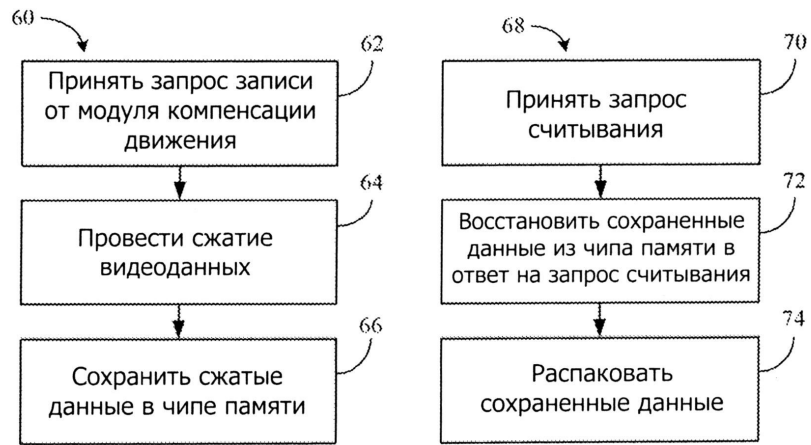 60
62
Принять запрос записи
от модуля компенсации
движения
64
Провести сжатие
видеоданных
66
Сохранить сжатые
данные в чипе памяти
68
70
Принять запрос
считывания
72
Восстановить сохраненные
данные из чипа памяти в
ответ на запрос считывания
74
Распаковать
сохраненные данные